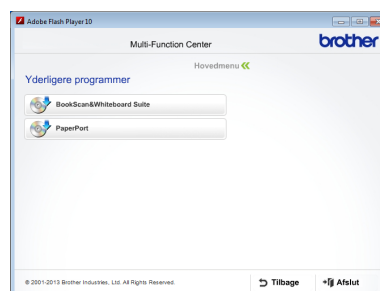 Adobe Flash Player 10
Multi-Function Center
brother
Hovedmenu
Yderligere programmer
BookScan&Whiteboard Suite
PaperPort
© 2001-2013 Brother Industries, Ltd. All Rights Reserved.
Tilbage
Afslut